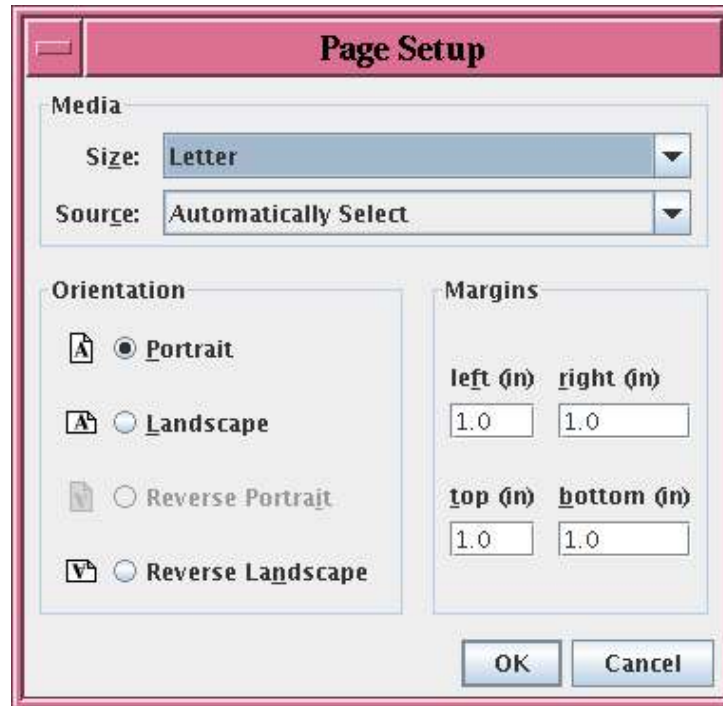 Page Setup
Media
Size: Letter
Source: Automatically Select
Orientation
A Portrait
A Landscape
Reverse Portrait
Reverse Landscape
Margins
left (in) right (in)
1.0 1.0
top (in) bottom (in)
1.0 1.0
OK Cancel